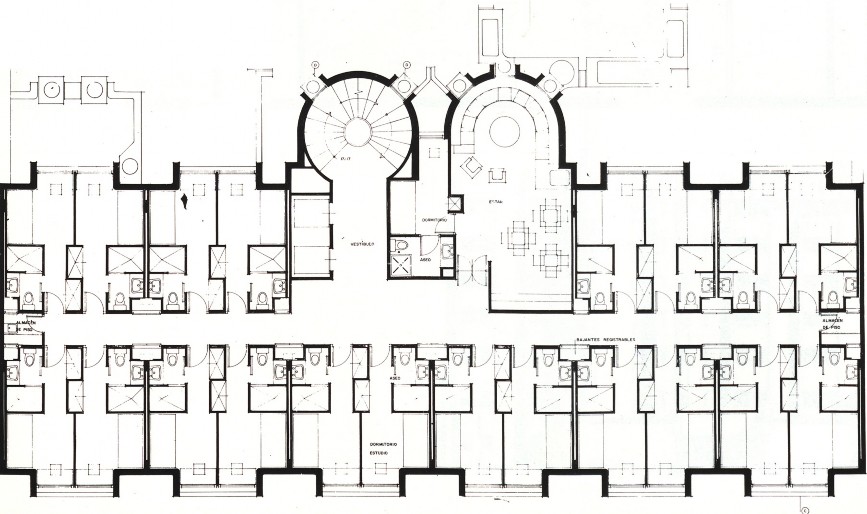 DORMITORIO
VESTIBULO
ASEO
ESTAR
ALMACEN
DE PISO
ALMACEN
DE PISO
BAJANTES REGISTRABLES
ASEO
DORMITORIO
ESTUDIO